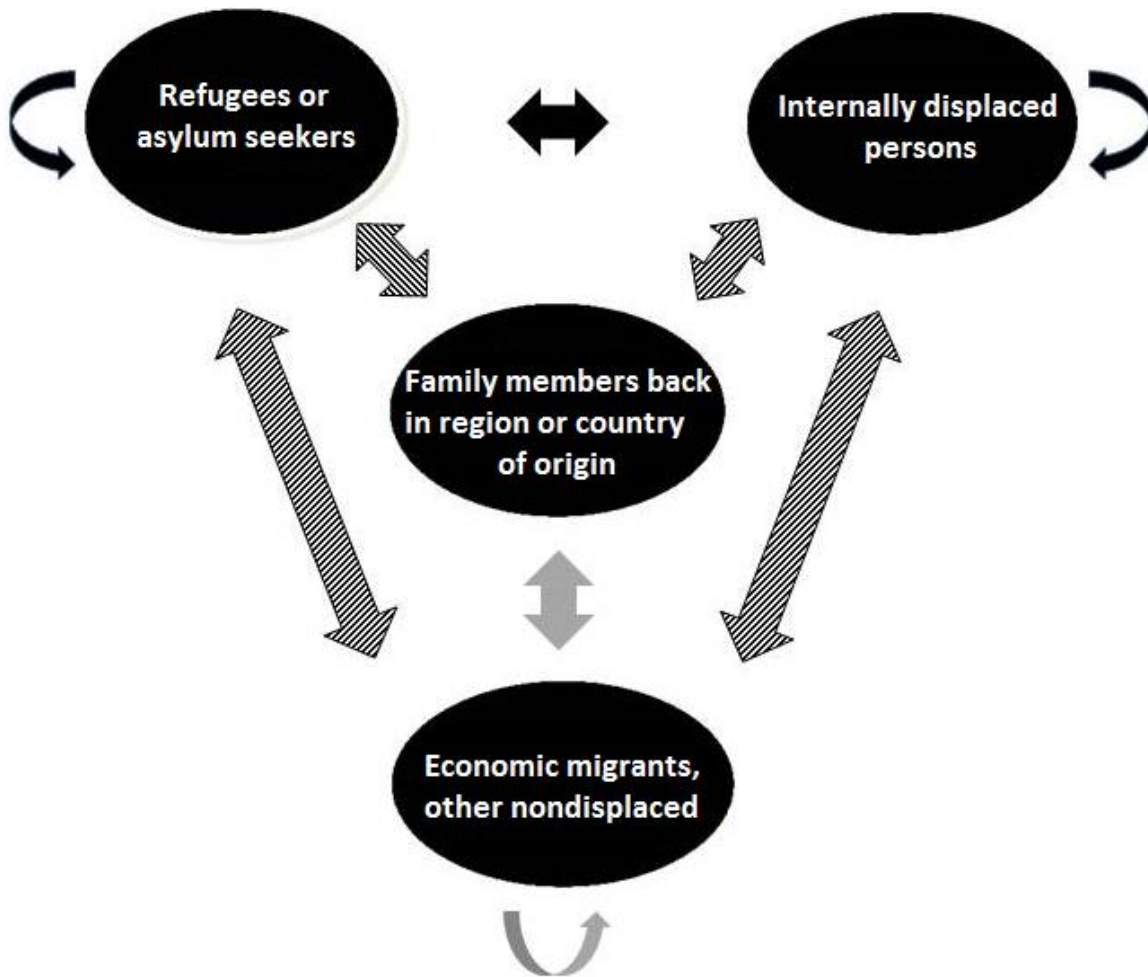 Refugees or
asylum seekers
Internally displaced
persons
Family members back
in region or country
of origin
Economic migrants,
other nondisplaced